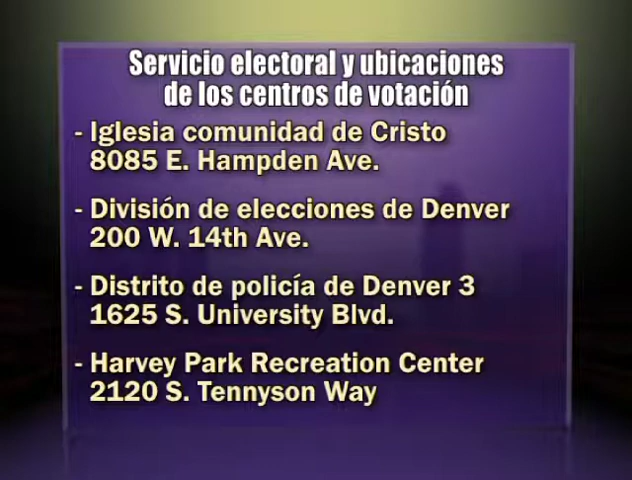 Servicio electoral y ubicaciones
de los centros de votación
- Iglesia comunidad de Cristo
8085 E. Hampden Ave.
- División de elecciones de Denver
200 W. 14th Ave.
- Distrito de policía de Denver 3
1625 S. University Blvd.
- Harvey Park Recreation Center
2120 S. Tennyson Way